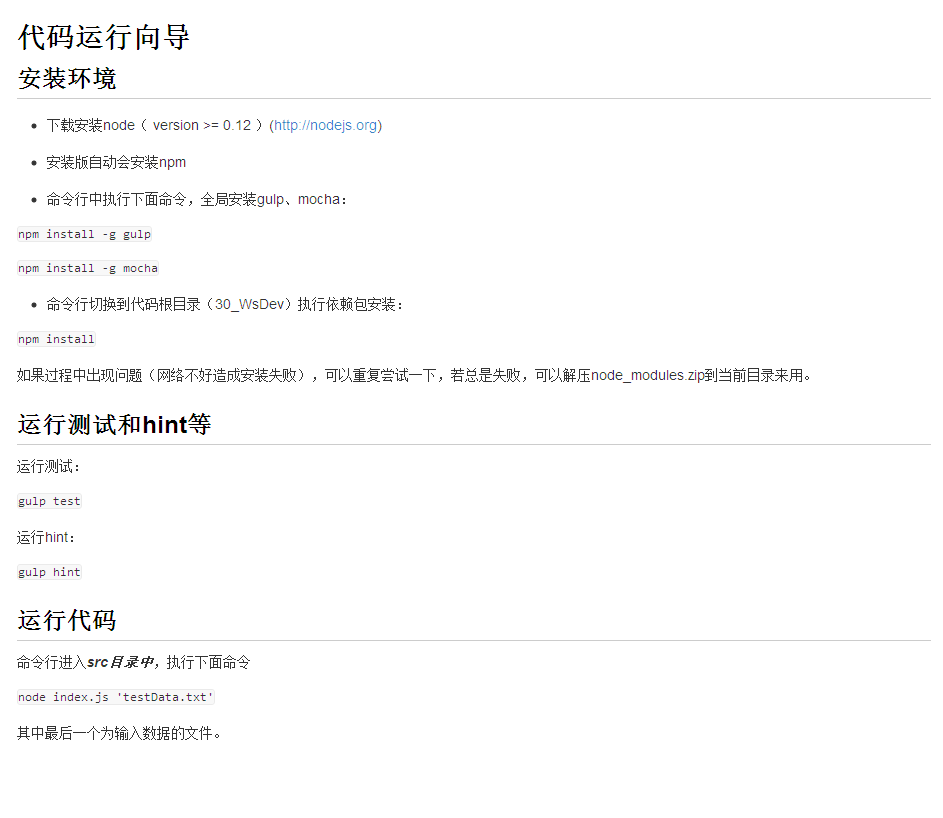 代码运行向导
安装环境
下载安装node（ version >= 0.12 ）(http://nodejs.org)
安装版自动会安装npm
命令行中执行下面命令，全局安装gulp、mocha：
npm install -g gulp
npm install -g mocha
命令行切换到代码根目录（30_WsDev）执行依赖包安装：
npm install
如果过程中出现问题（网络不好造成安装失败），可以重复尝试一下，若总是失败，可以解压node_modules.zip到当前目录来用。
运行测试和hint等
运行测试：
gulp test
运行hint：
gulp hint
运行代码
命令行进入src目录中，执行下面命令
node index.js 'testData.txt'
其中最后一个为输入数据的文件。